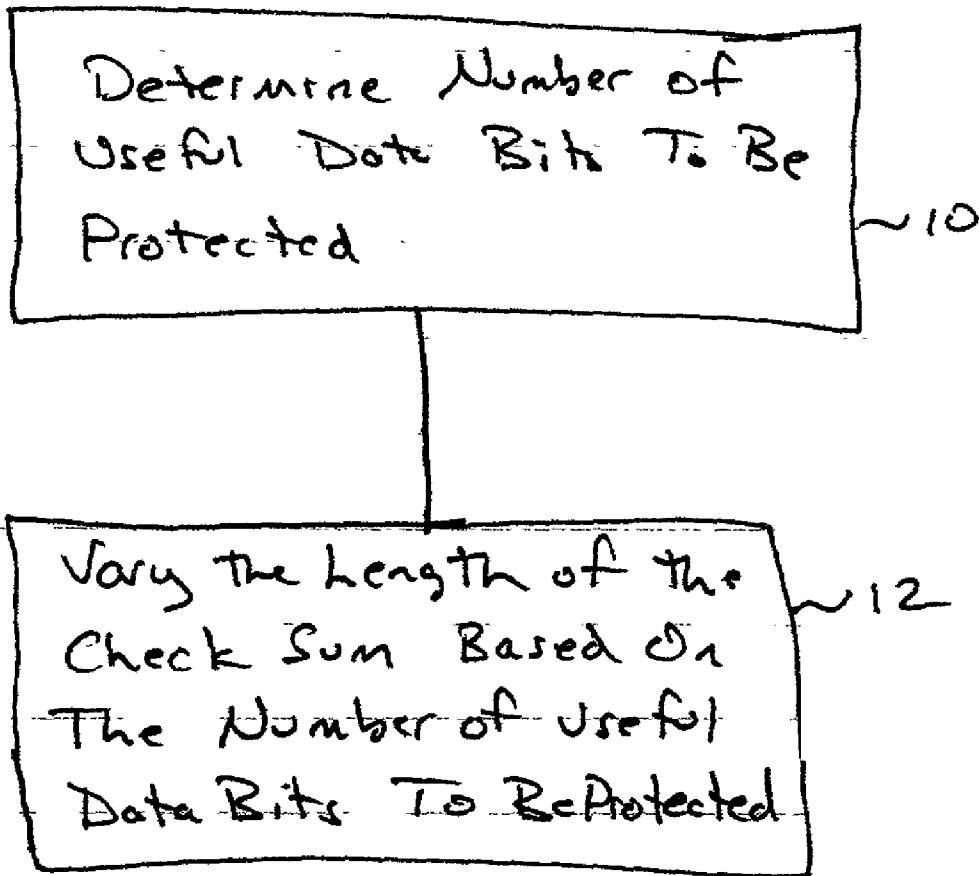 Determine Number of
Useful Data Bits To Be
Protected
10
Vary the Length of the
Check Sum Based On
The Number of Useful
Data Bits To Be Protected
12